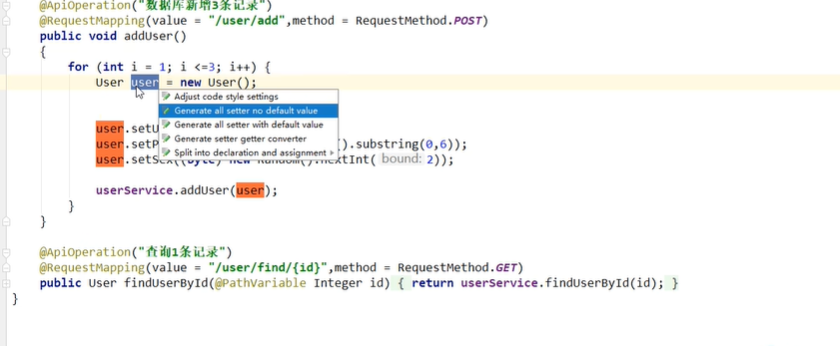 @ApiOperation("数据库新增3条记录")
@RequestMapping(value = "/user/add",method = RequestMethod.POST)
public void addUser()
{
for (int i = 1; i <=3; i++) {
User user = new User();
Adjust code style settings
Generate all setter no default value
Generate all setter with default value
Generate setter getter converter
Split into declaration and assignment
user.setU
user.setP ).substring(0,6));
user.setSex((byte) new Random().nextInt( bound: 2));
userService.addUser(user);
}
}
@ApiOperation("查询1条记录")
@RequestMapping(value = "/user/find/{id}",method = RequestMethod.GET)
public User findUserById(@PathVariable Integer id) { return userService.findUserById(id); }
}